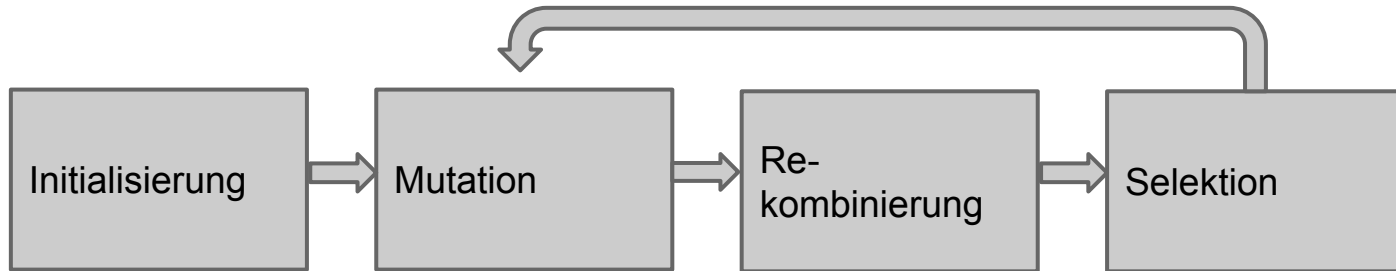 Initialisierung
Mutation
Re-
kombinierung
Selektion